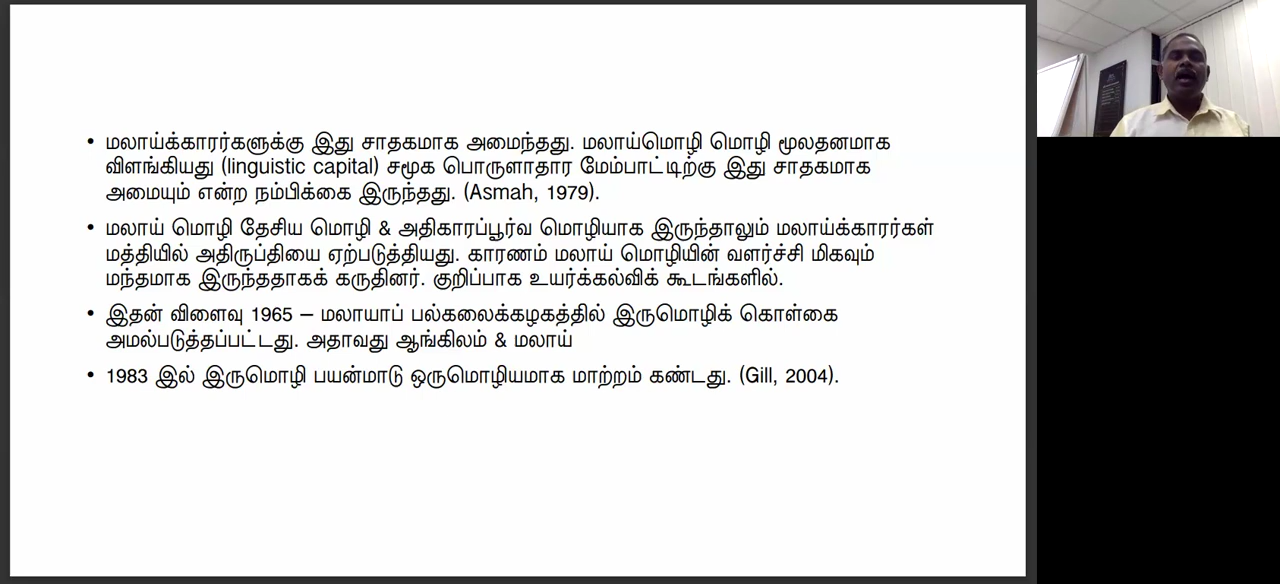 • மலாய்க்காரர்களுக்கு இது சாதகமாக அமைந்தது. மலாய்மொழி மொழி மூலதனமாக
விளங்கியது (linguistic capital) சமூக பொருளாதார மேம்பாட்டிற்கு இது சாதகமாக
அமையும் என்ற நம்பிக்கை இருந்தது. (Asmah, 1979).
• மலாய் மொழி தேசிய மொழி & அதிகாரப்பூர்வ மொழியாக இருந்தாலும் மலாய்க்காரர்கள்
மத்தியில் அதிருப்தியை ஏற்படுத்தியது. காரணம் மலாய் மொழியின் வளர்ச்சி மிகவும்
மந்தமாக இருந்ததாகக் கருதினர். குறிப்பாக உயர்க்கல்விக் கூடங்களில்.
• இதன் விளைவு 1965 – மலாயாப் பல்கலைக்கழகத்தில் இருமொழிக் கொள்கை
அமல்படுத்தப்பட்டது. அதாவது ஆங்கிலம் & மலாய்
• 1983 இல் இருமொழி பயன்மாடு ஒருமொழியமாக மாற்றம் கண்டது. (Gill, 2004).